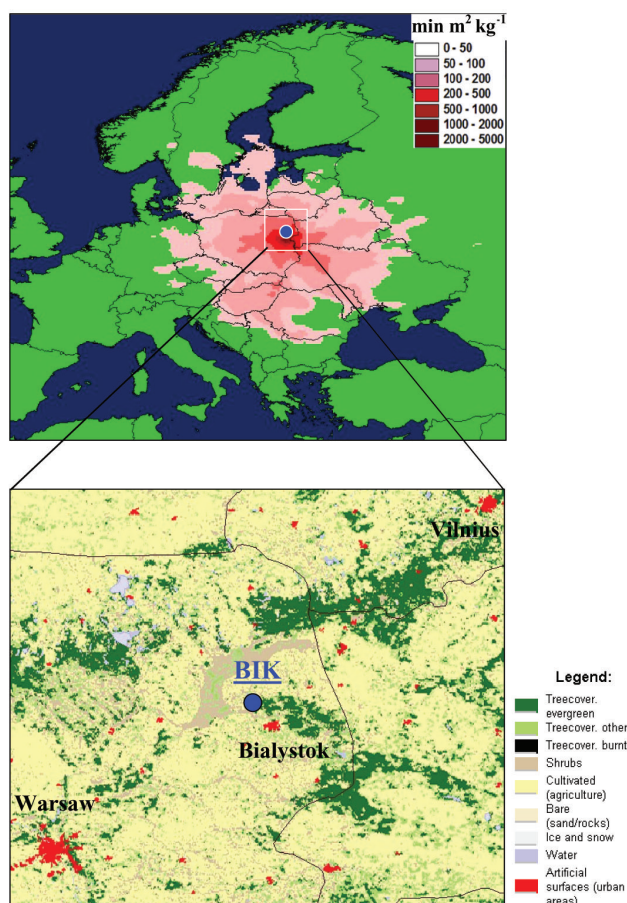 min m² kg⁻¹
0 - 50
50 - 100
100 - 200
200 - 500
500 - 1000
1000 - 2000
2000 - 5000
Vilnius
BIK
Bialystok
Warsaw
Legend:
Treecover. evergreen
Treecover. other
Treecover. burnt
Shrubs
Cultivated (agriculture)
Bare (sand/rocks)
Ice and snow
Water
Artificial surfaces (urban areas)